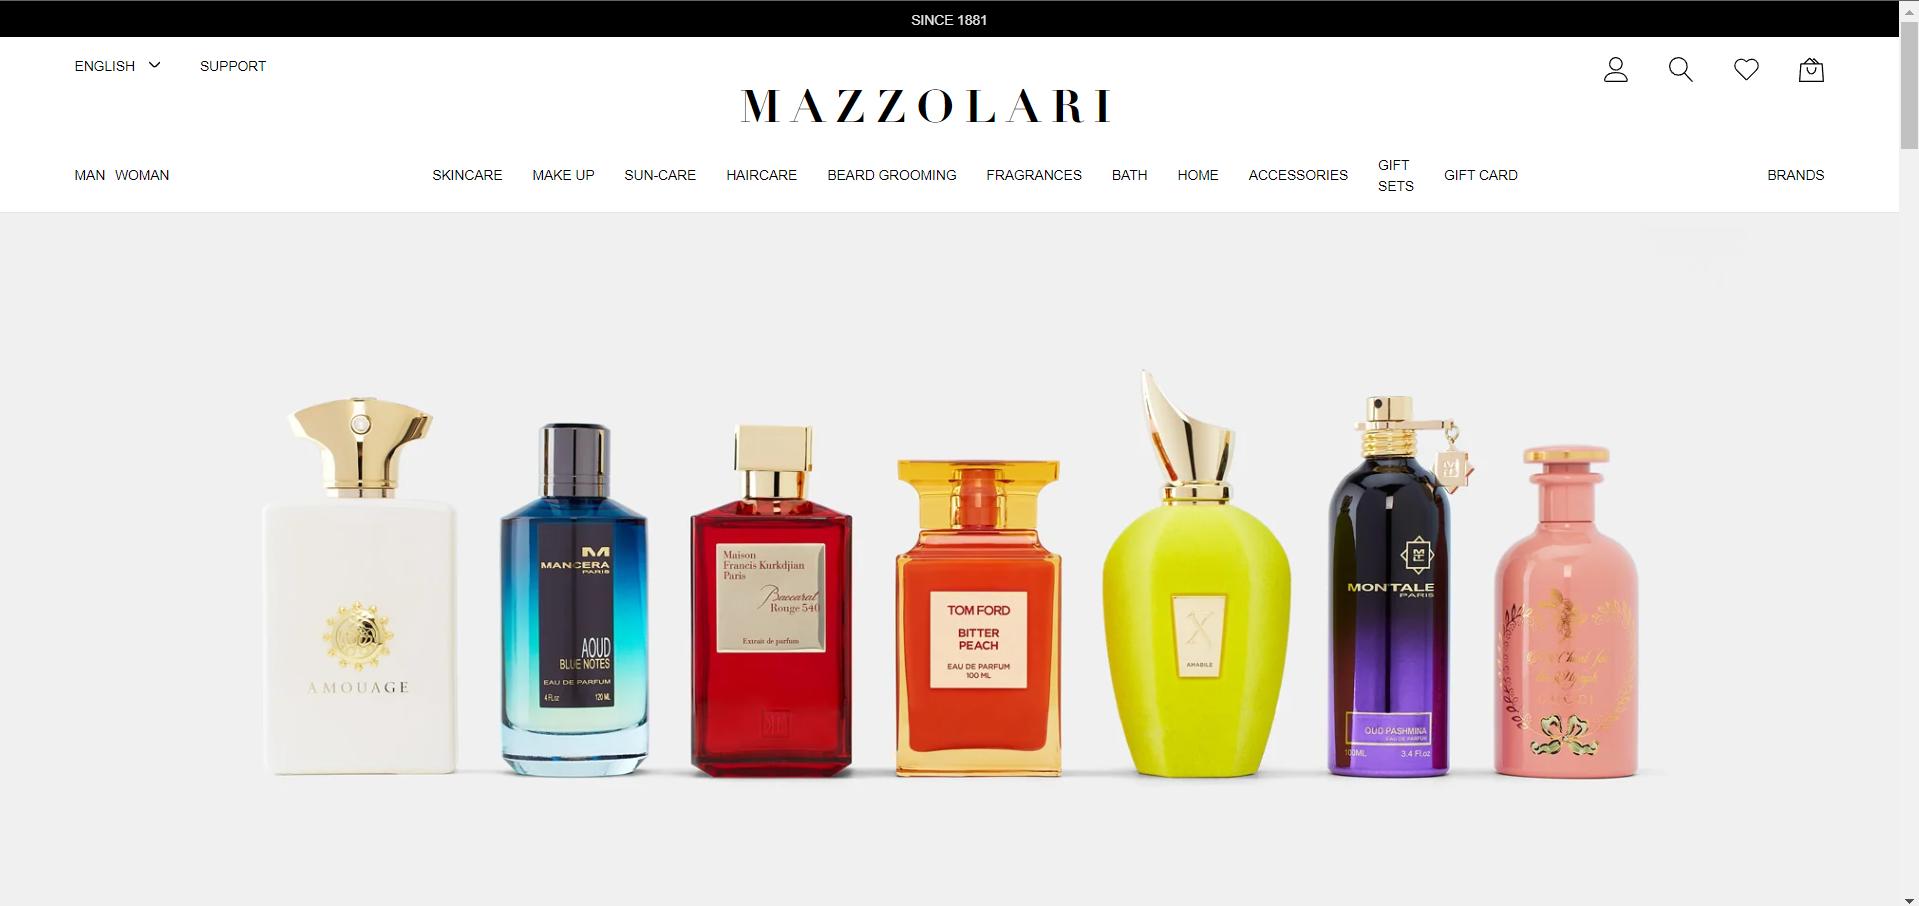 SINCE 1881
ENGLISH
SUPPORT
MAZZOLARI
MAN WOMAN
SKINCARE
MAKE UP
SUN-CARE
HAIRCARE
BEARD GROOMING
FRAGRANCES
BATH
HOME
ACCESSORIES
GIFT
SETS
GIFT CARD
BRANDS
AMOUAGE
M
MANCERA
PARIS
AOUD
BLUE NOTES
EAU DE PARFUM
4 Fl.oz 120 ML
Maison
Francis Kurkdjian
Paris
Baccarat
Rouge 540
Extrait de parfum
TOM FORD
BITTER
PEACH
EAU DE PARFUM
100 ML
X
AMABILE
MONTALE
PARIS
OUD PASHMINA
EAU DE PARFUM
100ML 3.4 Fl.oz
GUCCI